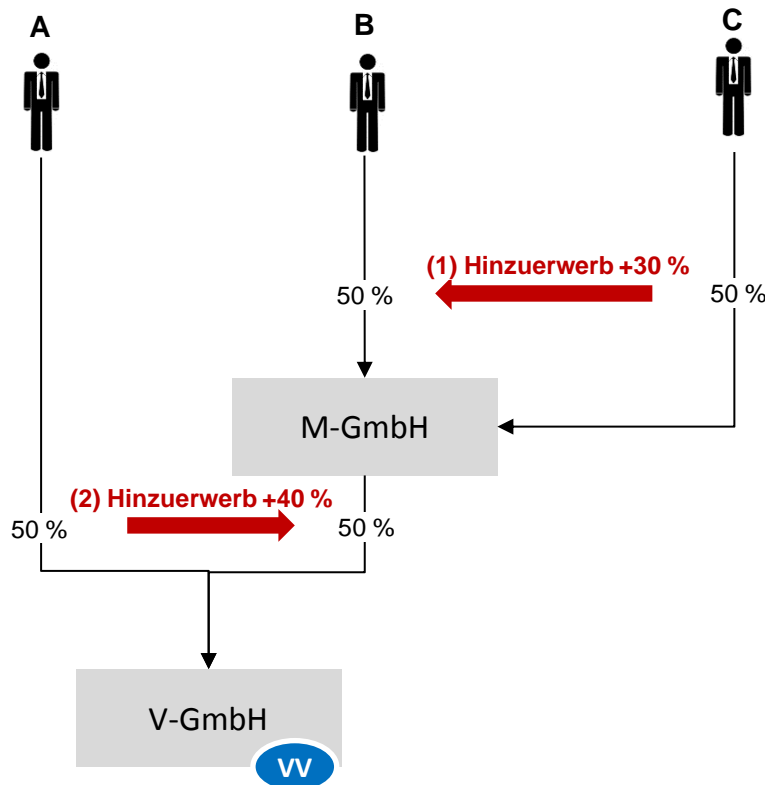 A
B
C
(1) Hinzuerwerb +30 %
50 %
50 %
M-GmbH
(2) Hinzuerwerb +40 %
50 %
50 %
V-GmbH
VV